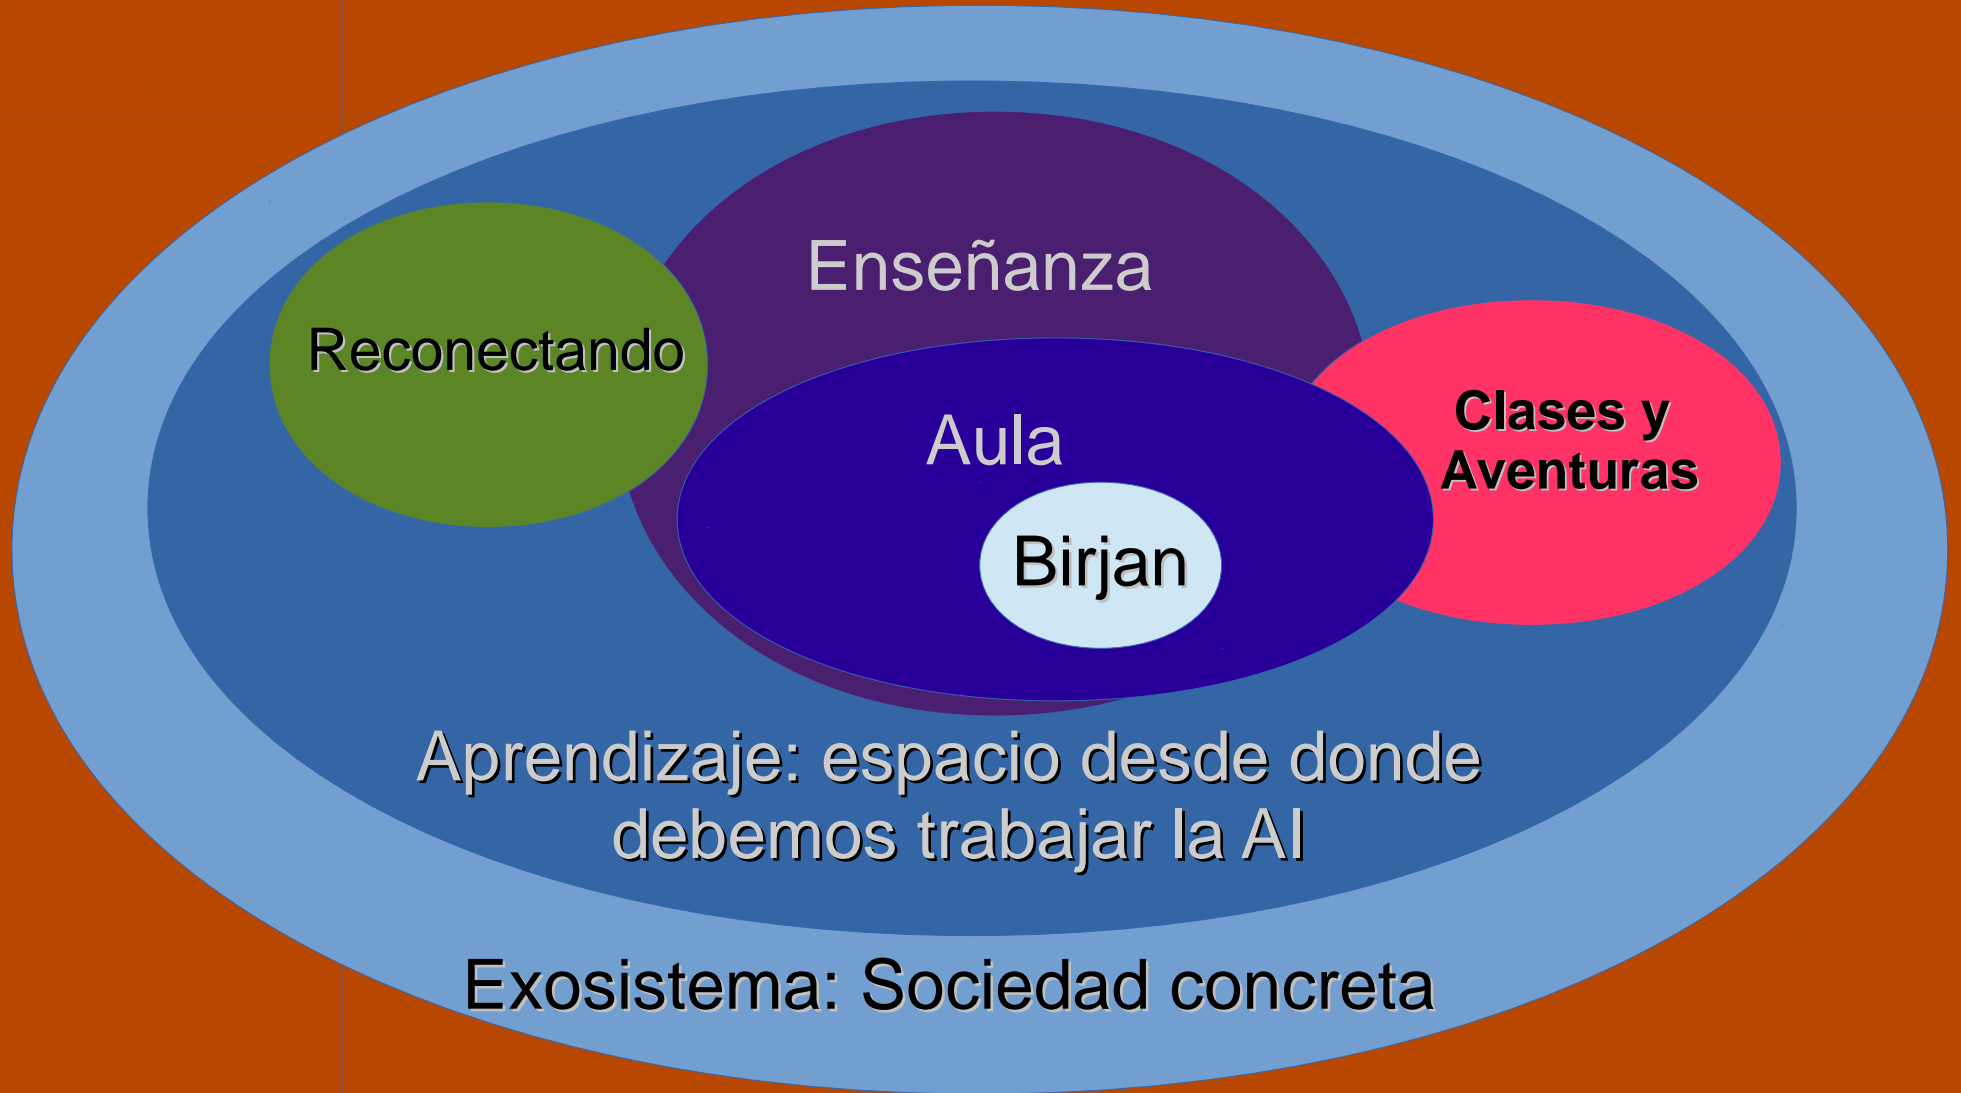 Enseñanza
Reconectando
Clases y
Aventuras
Aula
Birjan
Aprendizaje: espacio desde donde
debemos trabajar la AI
Exosistema: Sociedad concreta